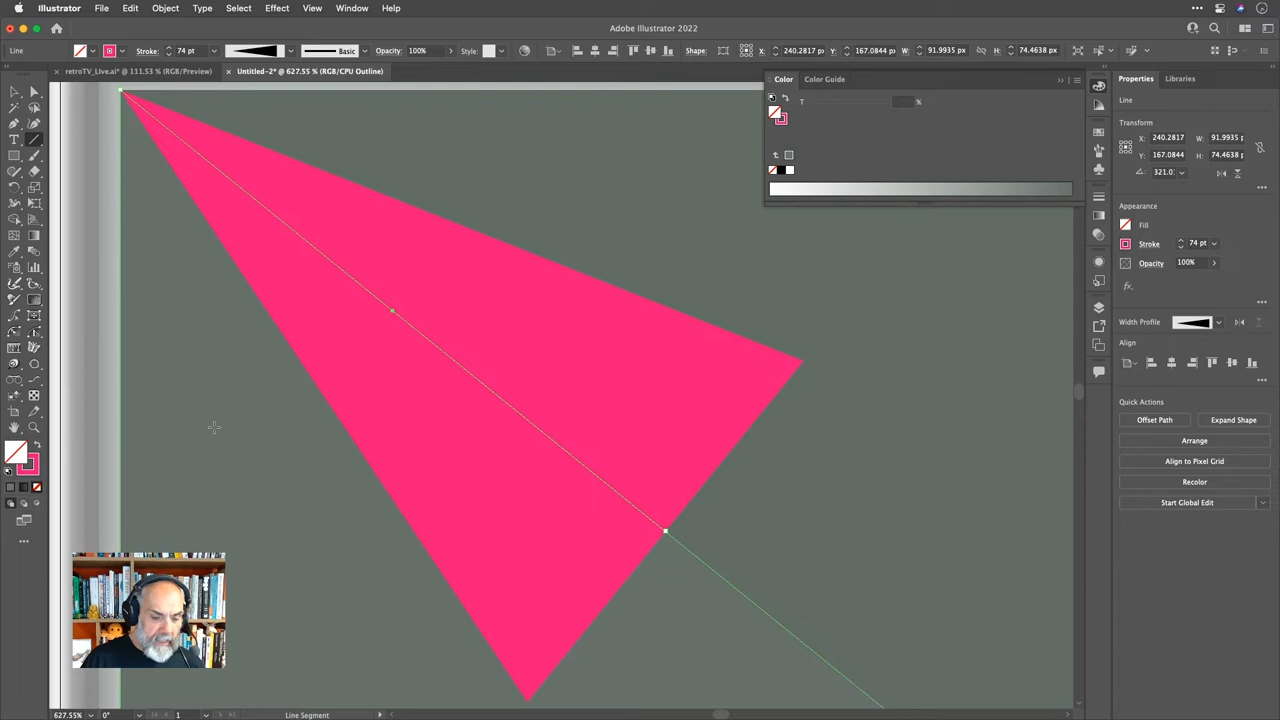 Illustrator File Edit Object Type Select Effect View Window Help
Adobe Illustrator 2022
Line Stroke: 74 pt Basic Opacity: 100% Style: Shape: X: 240.2817 px Y: 167.0844 px W: 91.9935 px H: 74.4638 px
× retroTV_Live.ai* @ 111.53 % (RGB/Preview) × Untitled-2* @ 627.55 % (RGB/CPU Outline)
Color Color Guide
T %
Properties Libraries
Line
Transform
X: 240.2817 W: 91.9935 p
Y: 167.0844 H: 74.4638 p
321.0
Appearance
Fill
Stroke 74 pt
Opacity 100%
fx.
Width Profile
Align
Quick Actions
Offset Path Expand Shape
Arrange
Align to Pixel Grid
Recolor
Start Global Edit
627.55% 0° 1 Line Segment